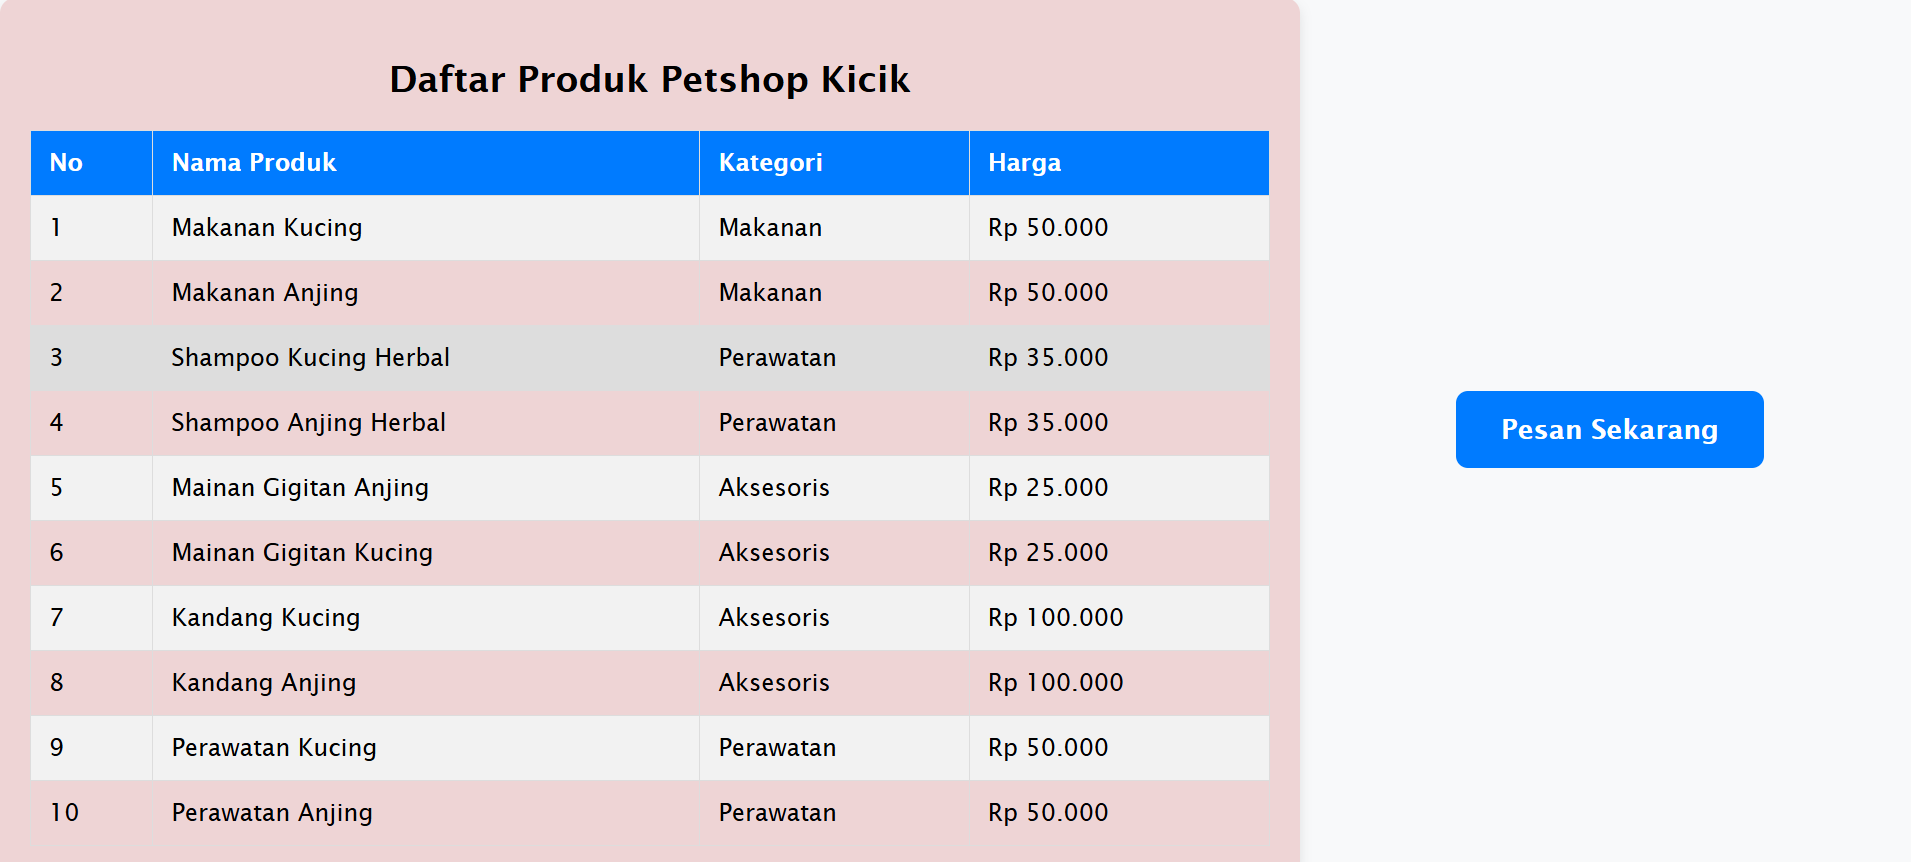 Daftar Produk Petshop Kicik
No Nama Produk Kategori Harga
1 Makanan Kucing Makanan Rp 50.000
2 Makanan Anjing Makanan Rp 50.000
3 Shampoo Kucing Herbal Perawatan Rp 35.000
4 Shampoo Anjing Herbal Perawatan Rp 35.000
5 Mainan Gigitan Anjing Aksesoris Rp 25.000
6 Mainan Gigitan Kucing Aksesoris Rp 25.000
7 Kandang Kucing Aksesoris Rp 100.000
8 Kandang Anjing Aksesoris Rp 100.000
9 Perawatan Kucing Perawatan Rp 50.000
10 Perawatan Anjing Perawatan Rp 50.000
Pesan Sekarang